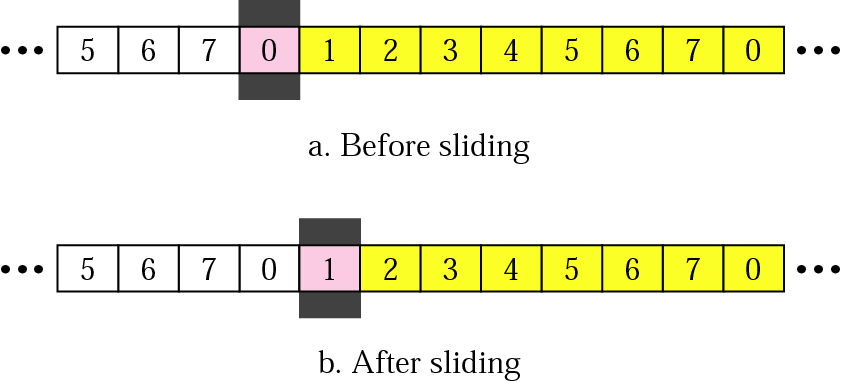 ••• 5 6 7 0 1 2 3 4 5 6 7 0 •••
a. Before sliding
••• 5 6 7 0 1 2 3 4 5 6 7 0 •••
b. After sliding